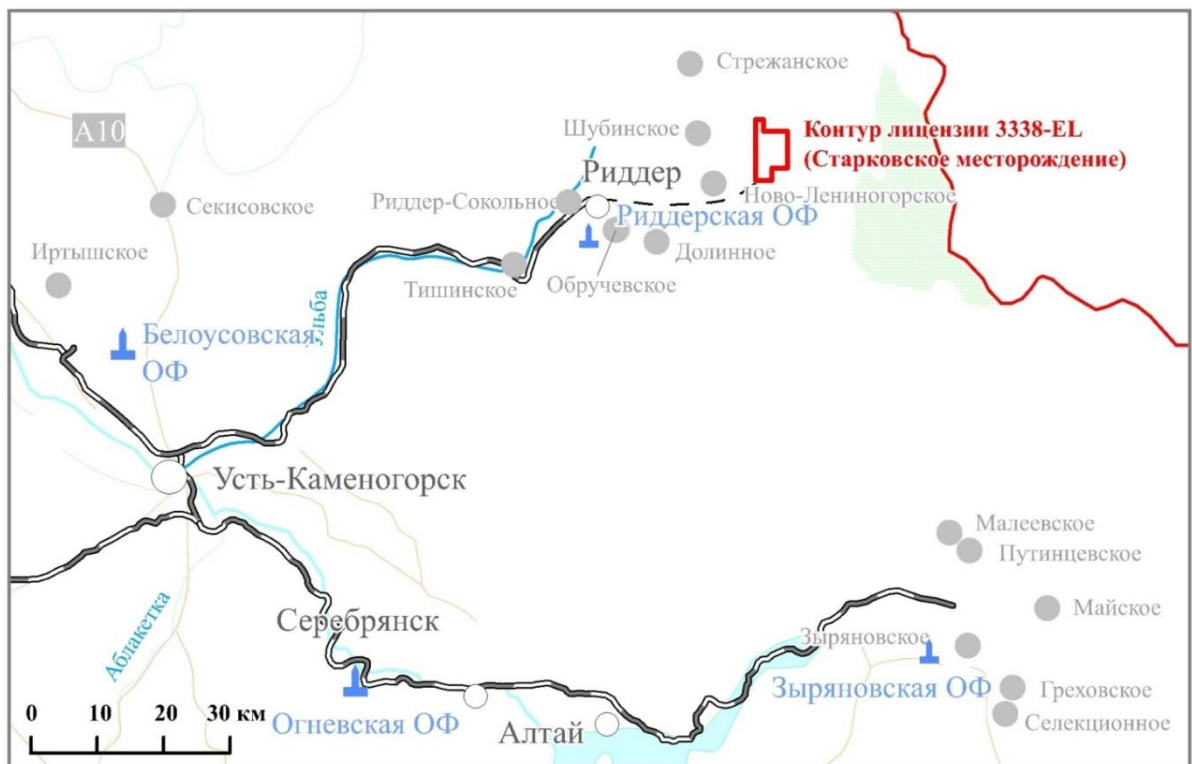 Стрежанское
А10
Шубинское
Контур лицензии 3338-EL
(Старковское месторождение)
Риддер
Секисовское
Риддер-Сокольное
Ново-Лениногорское
Риддерская ОФ
Иртышское
Долинное
Тишинское
Обручевское
Ульба
Белоусовская
ОФ
Усть-Каменогорск
Малеевское
Путинцевское
Аблакетка
Серебрянск
Майское
Зыряновское
Зыряновская ОФ
Греховское
Огневская ОФ
Селекционное
Алтай
0 10 20 30 км